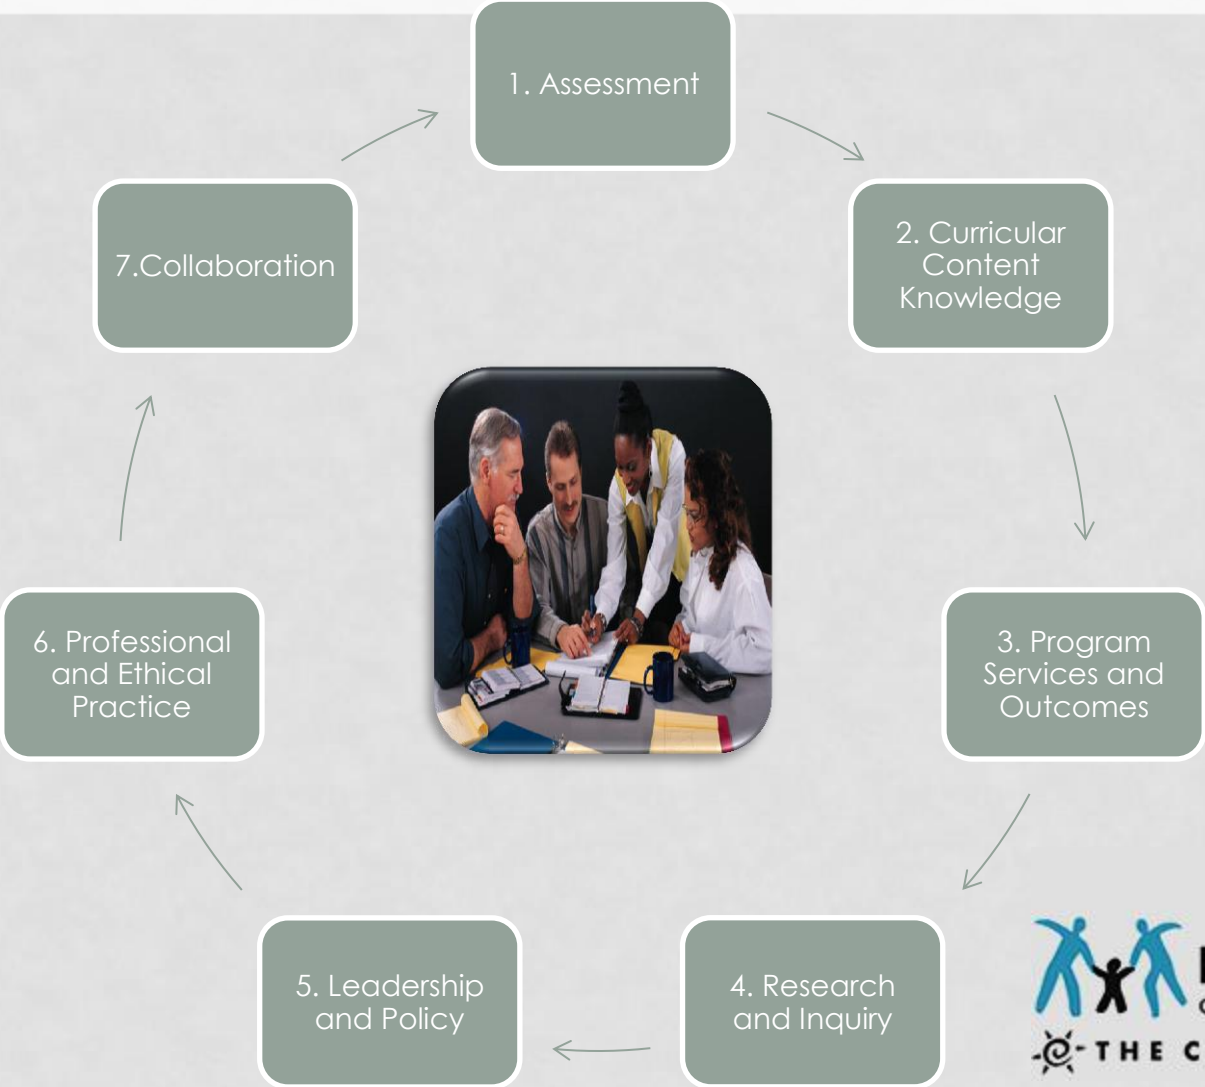 1. Assessment
2. Curricular
Content
Knowledge
3. Program
Services and
Outcomes
4. Research
and Inquiry
5. Leadership
and Policy
6. Professional
and Ethical
Practice
7.Collaboration
THE C